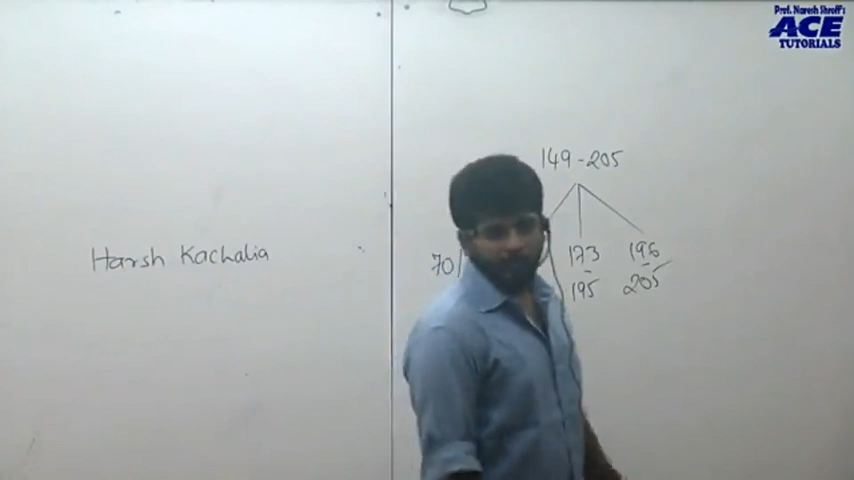 Prof. Naresh Shroff's
ACE
TUTORIALS
149 - 205
Harsh Kachalia
70
173 - 195
196 - 205